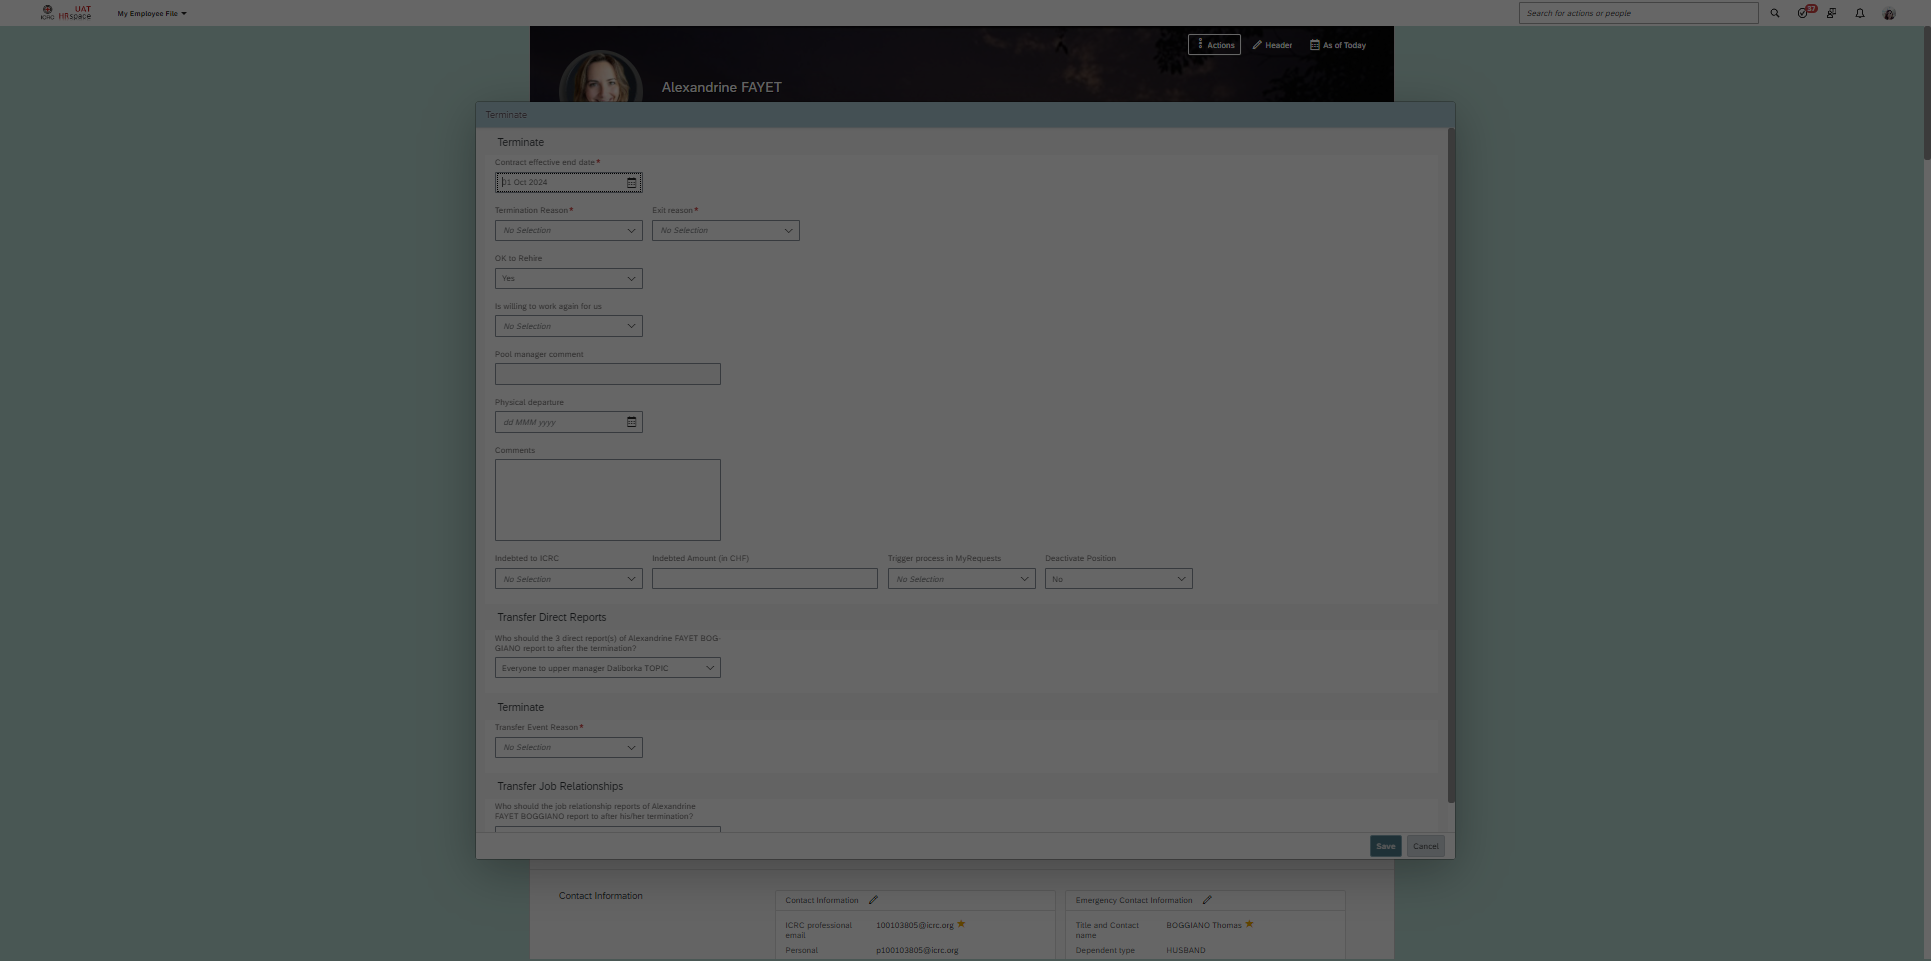 ICRC
UAT
HRspace
My Employee File
Search for actions or people
37
Actions
Header
As of Today
Alexandrine FAYET
Terminate
Terminate
Contract effective end date*
01 Oct 2024
Termination Reason*
Exit reason*
No Selection
No Selection
OK to Rehire
Yes
Is willing to work again for us
No Selection
Pool manager comment
Physical departure
dd MMM yyyy
Comments
Indebted to ICRC
Indebted Amount (in CHF)
Trigger process in MyRequests
Deactivate Position
No Selection
No Selection
No
Transfer Direct Reports
Who should the 3 direct report(s) of Alexandrine FAYET BOG-
GIANO report to after the termination?
Everyone to upper manager Daliborka TOPIC
Terminate
Transfer Event Reason*
No Selection
Transfer Job Relationships
Who should the job relationship reports of Alexandrine
FAYET BOGGIANO report to after his/her termination?
Save
Cancel
Contact Information
Contact Information
ICRC professional
email
100103805@icrc.org
Personal
p100103805@icrc.org
Emergency Contact Information
Title and Contact
name
BOGGIANO Thomas
Dependent type
HUSBAND